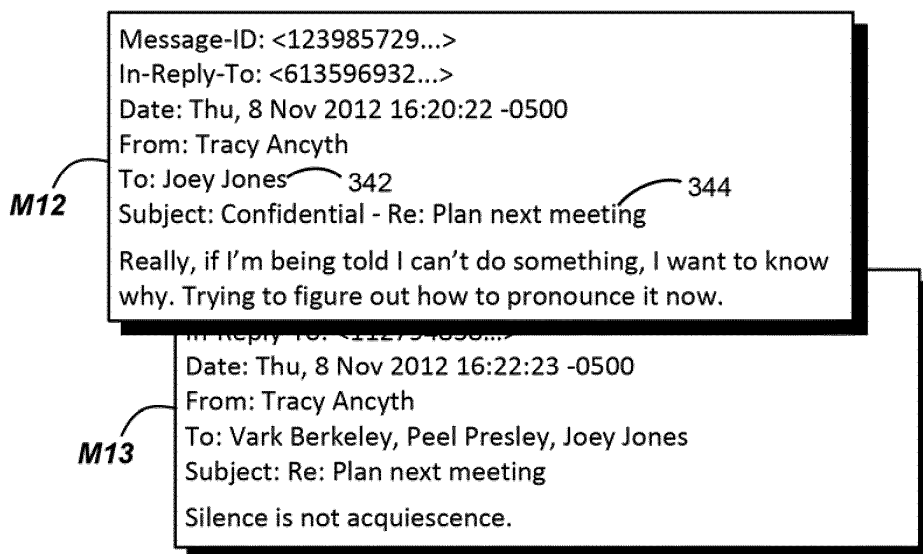 Message-ID: <123985729...>
In-Reply-To: <613596932...>
Date: Thu, 8 Nov 2012 16:20:22 -0500
From: Tracy Ancyth
To: Joey Jones 342
344
M12
Subject: Confidential - Re: Plan next meeting
Really, if I'm being told I can't do something, I want to know
why. Trying to figure out how to pronounce it now.
In-Reply-To:
Date: Thu, 8 Nov 2012 16:22:23 -0500
From: Tracy Ancyth
To: Vark Berkeley, Peel Presley, Joey Jones
M13
Subject: Re: Plan next meeting
Silence is not acquiescence.